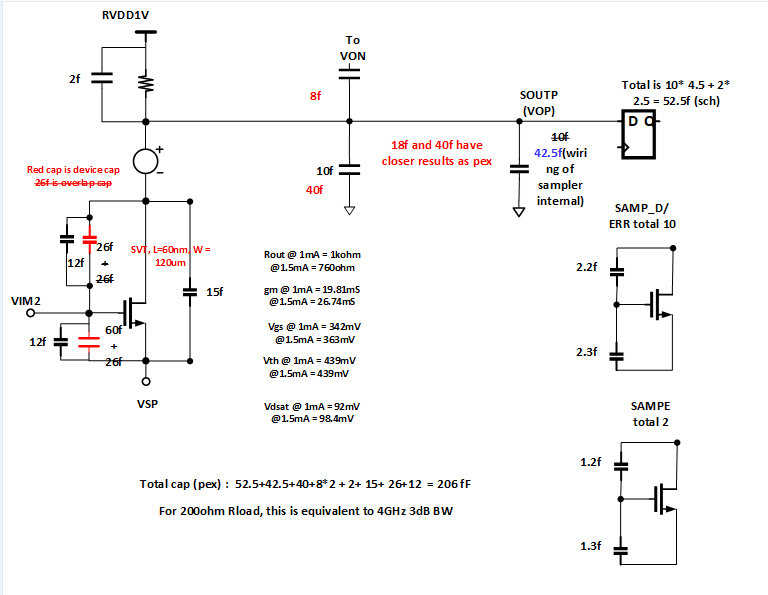 RVDD1V
2f
To
VON
8f
SOUTP
(VOP)
Total is 10* 4.5 + 2*
2.5 = 52.5f (sch)
D Q
18f and 40f have
closer results as pex
10f
40f
10f
42.5f(wiri
ng of
sampler
internal)
Red cap is device cap
26f is overlap cap
26f
+
26f
12f
SVT, L=60nm, W =
120um
15f
VIM2
60f
+
26f
12f
VSP
Rout @ 1mA = 1kohm
@1.5mA = 760ohm
gm @ 1mA = 19.81mS
@1.5mA = 26.74mS
Vgs @ 1mA = 342mV
@1.5mA = 363mV
Vth @ 1mA = 439mV
@1.5mA = 439mV
Vdsat @ 1mA = 92mV
@1.5mA = 98.4mV
SAMP_D/
ERR total 10
2.2f
2.3f
SAMPE
total 2
1.2f
1.3f
Total cap (pex) : 52.5+42.5+40+8*2 + 2+ 15+ 26+12 = 206 fF
For 200ohm Rload, this is equivalent to 4GHz 3dB BW